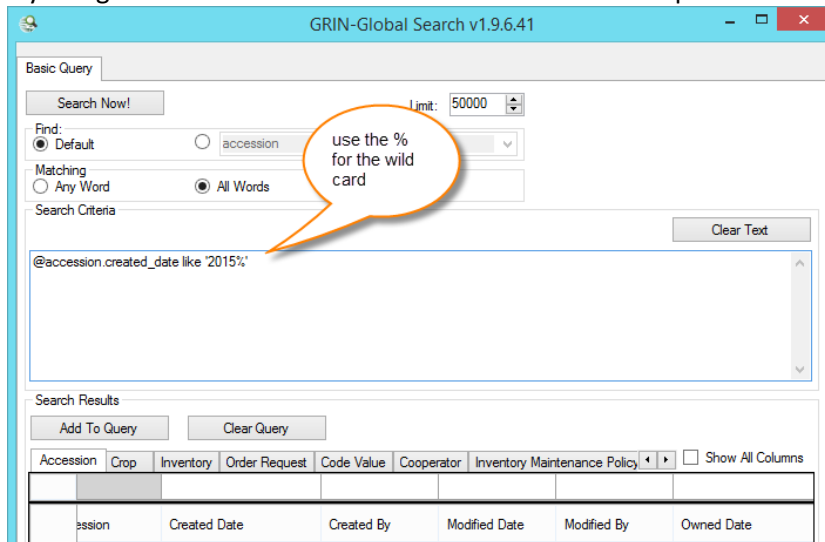 GRIN-Global Search v1.9.6.41
Basic Query
Search Now!
Limit: 50000
Find:
Default
accession
use the %
for the wild
card
Matching
Any Word
All Words
Search Criteria
Clear Text
@accession.created_date like '2015%'
Search Results
Add To Query
Clear Query
Accession Crop Inventory Order Request Code Value Cooperator Inventory Maintenance Policy Show All Columns
ession Created Date Created By Modified Date Modified By Owned Date